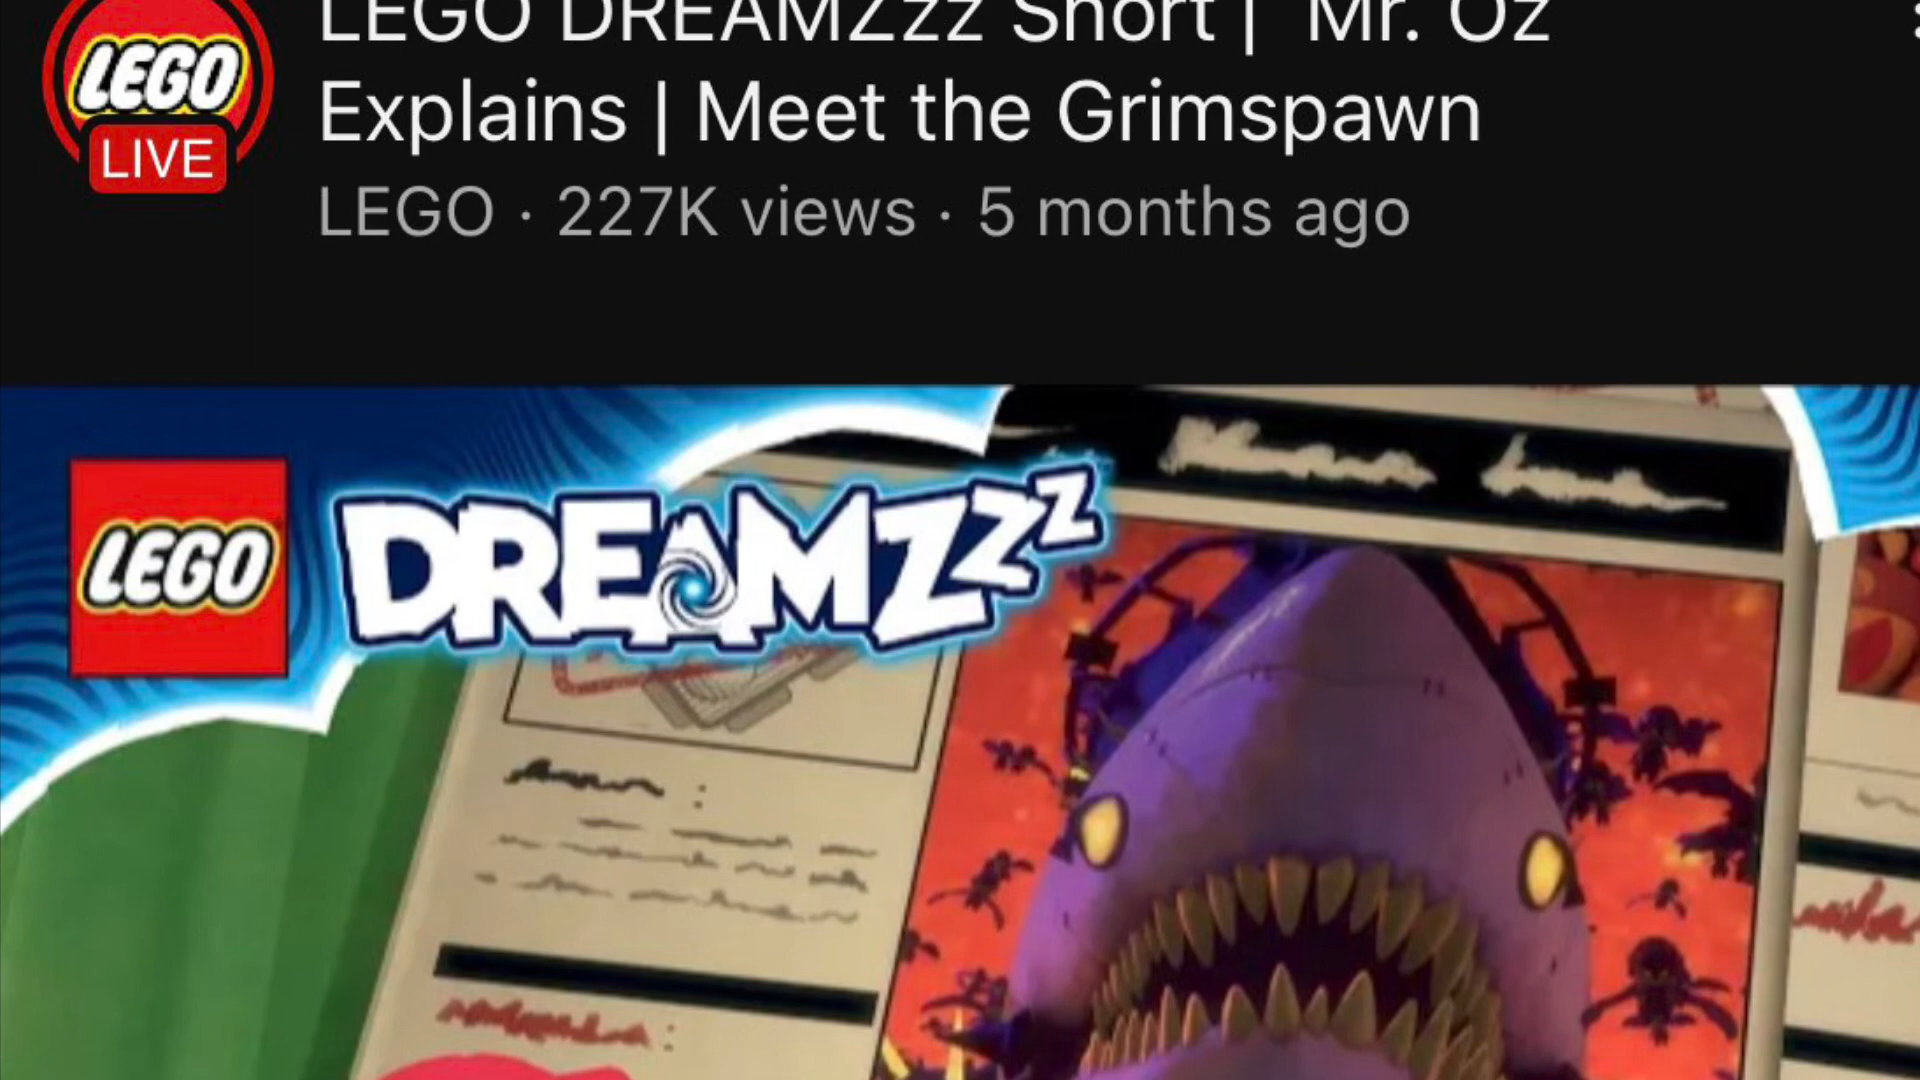 LEGO DREAMZzz Short | Mr. Oz
Explains | Meet the Grimspawn
LEGO
LIVE
LEGO · 227K views · 5 months ago
LEGO DREAMZzz